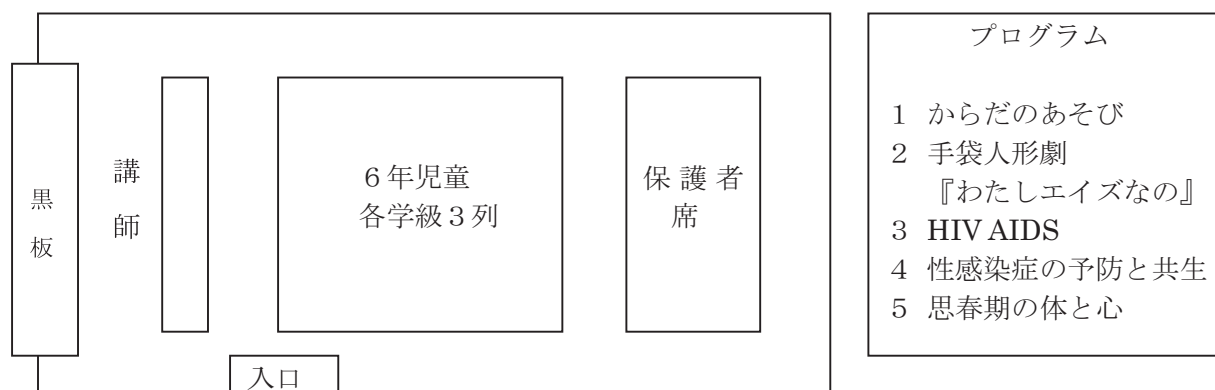 黒板
講師
６年児童
各学級３列
保護者
席
入口
プログラム
１ からだのあそび
２ 手袋人形劇
『わたしエイズなの』
３ HIV AIDS
４ 性感染症の予防と共生
５ 思春期の体と心